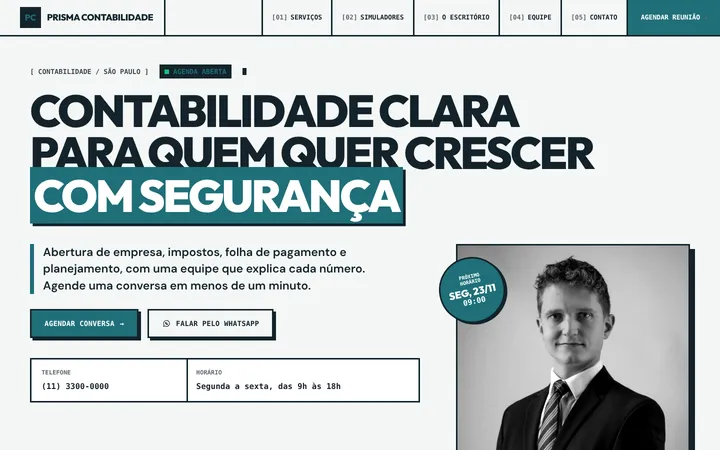 PC PRISMA CONTABILIDADE
[01] SERVIÇOS
[02] SIMULADORES
[03] O ESCRITÓRIO
[04] EQUIPE
[05] CONTATO
AGENDAR REUNIÃO
[ CONTABILIDADE / SÃO PAULO ]
AGENDA ABERTA
CONTABILIDADE CLARA
PARA QUEM QUER CRESCER
COM SEGURANÇA
Abertura de empresa, impostos, folha de pagamento e
planejamento, com uma equipe que explica cada número.
Agende uma conversa em menos de um minuto.
AGENDAR CONVERSA →
FALAR PELO WHATSAPP
TELEFONE
(11) 3300-0000
HORÁRIO
Segunda a sexta, das 9h às 18h
PRÓXIMO
HORÁRIO
SEG, 23/11
09:00